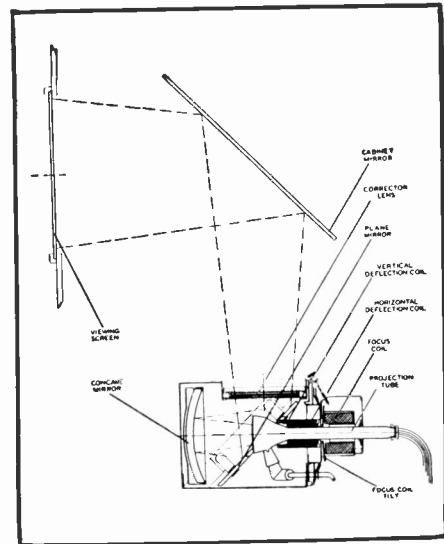 CABINET
MIRROR
CORRECTOR
LENS
PLANE
MIRROR
VERTICAL
DEFLECTION COIL
HORIZONTAL
DEFLECTION COIL
FOCUS
COIL
PROJECTION
TUBE
VIEWING
SCREEN
CONCAVE
MIRROR
FOCUS COIL
TILT